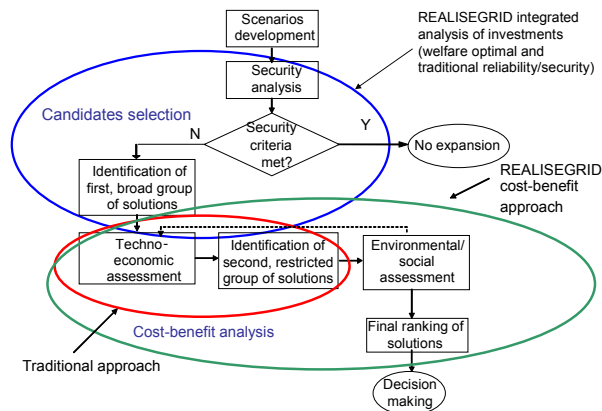 Scenarios
development
REALISEGRID integrated
analysis of investments
(welfare optimal and
traditional reliability/security)
Security
analysis
Candidates selection
N
Security
criteria
met?
Y
No expansion
Identification of
first, broad group
of solutions
REALISEGRID
cost-benefit
approach
Techno-
economic
assessment
Identification of
second, restricted
group of solutions
Environmental/
social
assessment
Cost-benefit analysis
Final ranking of
solutions
Traditional approach
Decision
making